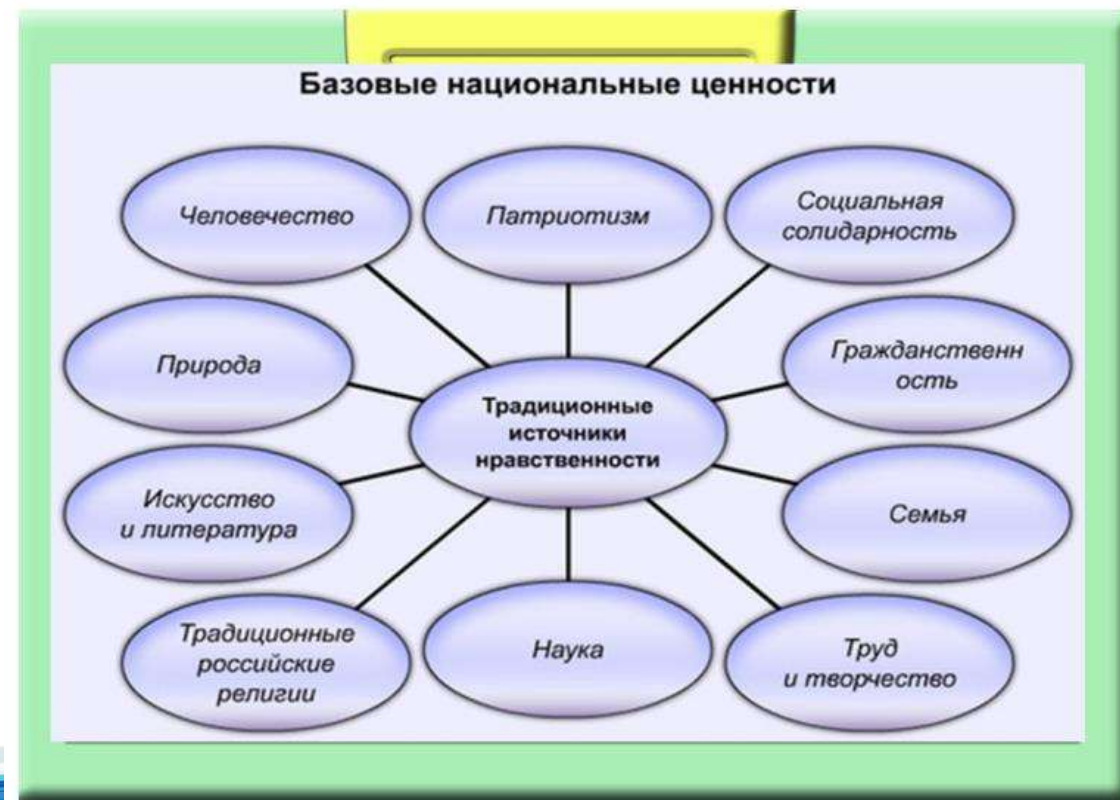 Базовые национальные ценности
Человечество
Патриотизм
Социальная
солидарность
Природа
Гражданственн
ость
Традиционные
источники
нравственности
Искусство
и литература
Семья
Традиционные
российские
религии
Наука
Труд
и творчество